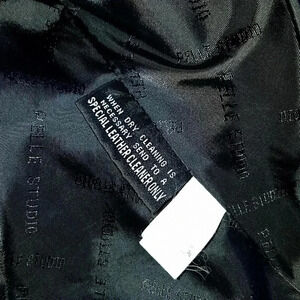 PELLE STUDIO
PELLE STUDIO
WHEN DRY CLEANING IS
NECESSARY SEND TO A
SPECIAL LEATHER CLEANER ONLY
PELLE STUDIO